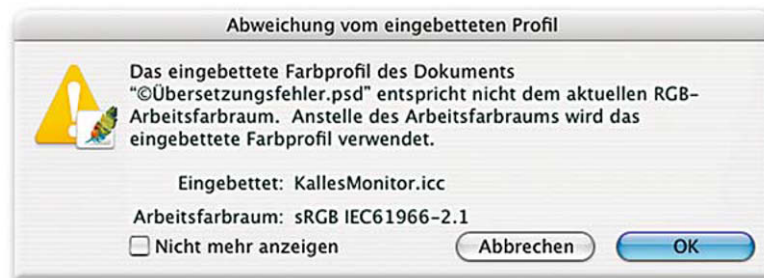 Abweichung vom eingebetteten Profil
Das eingebettete Farbprofil des Dokuments
“©Übersetzungsfehler.psd” entspricht nicht dem aktuellen RGB-
Arbeitsfarbraum. Anstelle des Arbeitsfarbraums wird das
eingebettete Farbprofil verwendet.
Eingebettet: KallesMonitor.icc
Arbeitsfarbraum: sRGB IEC61966-2.1
Nicht mehr anzeigen Abbrechen OK